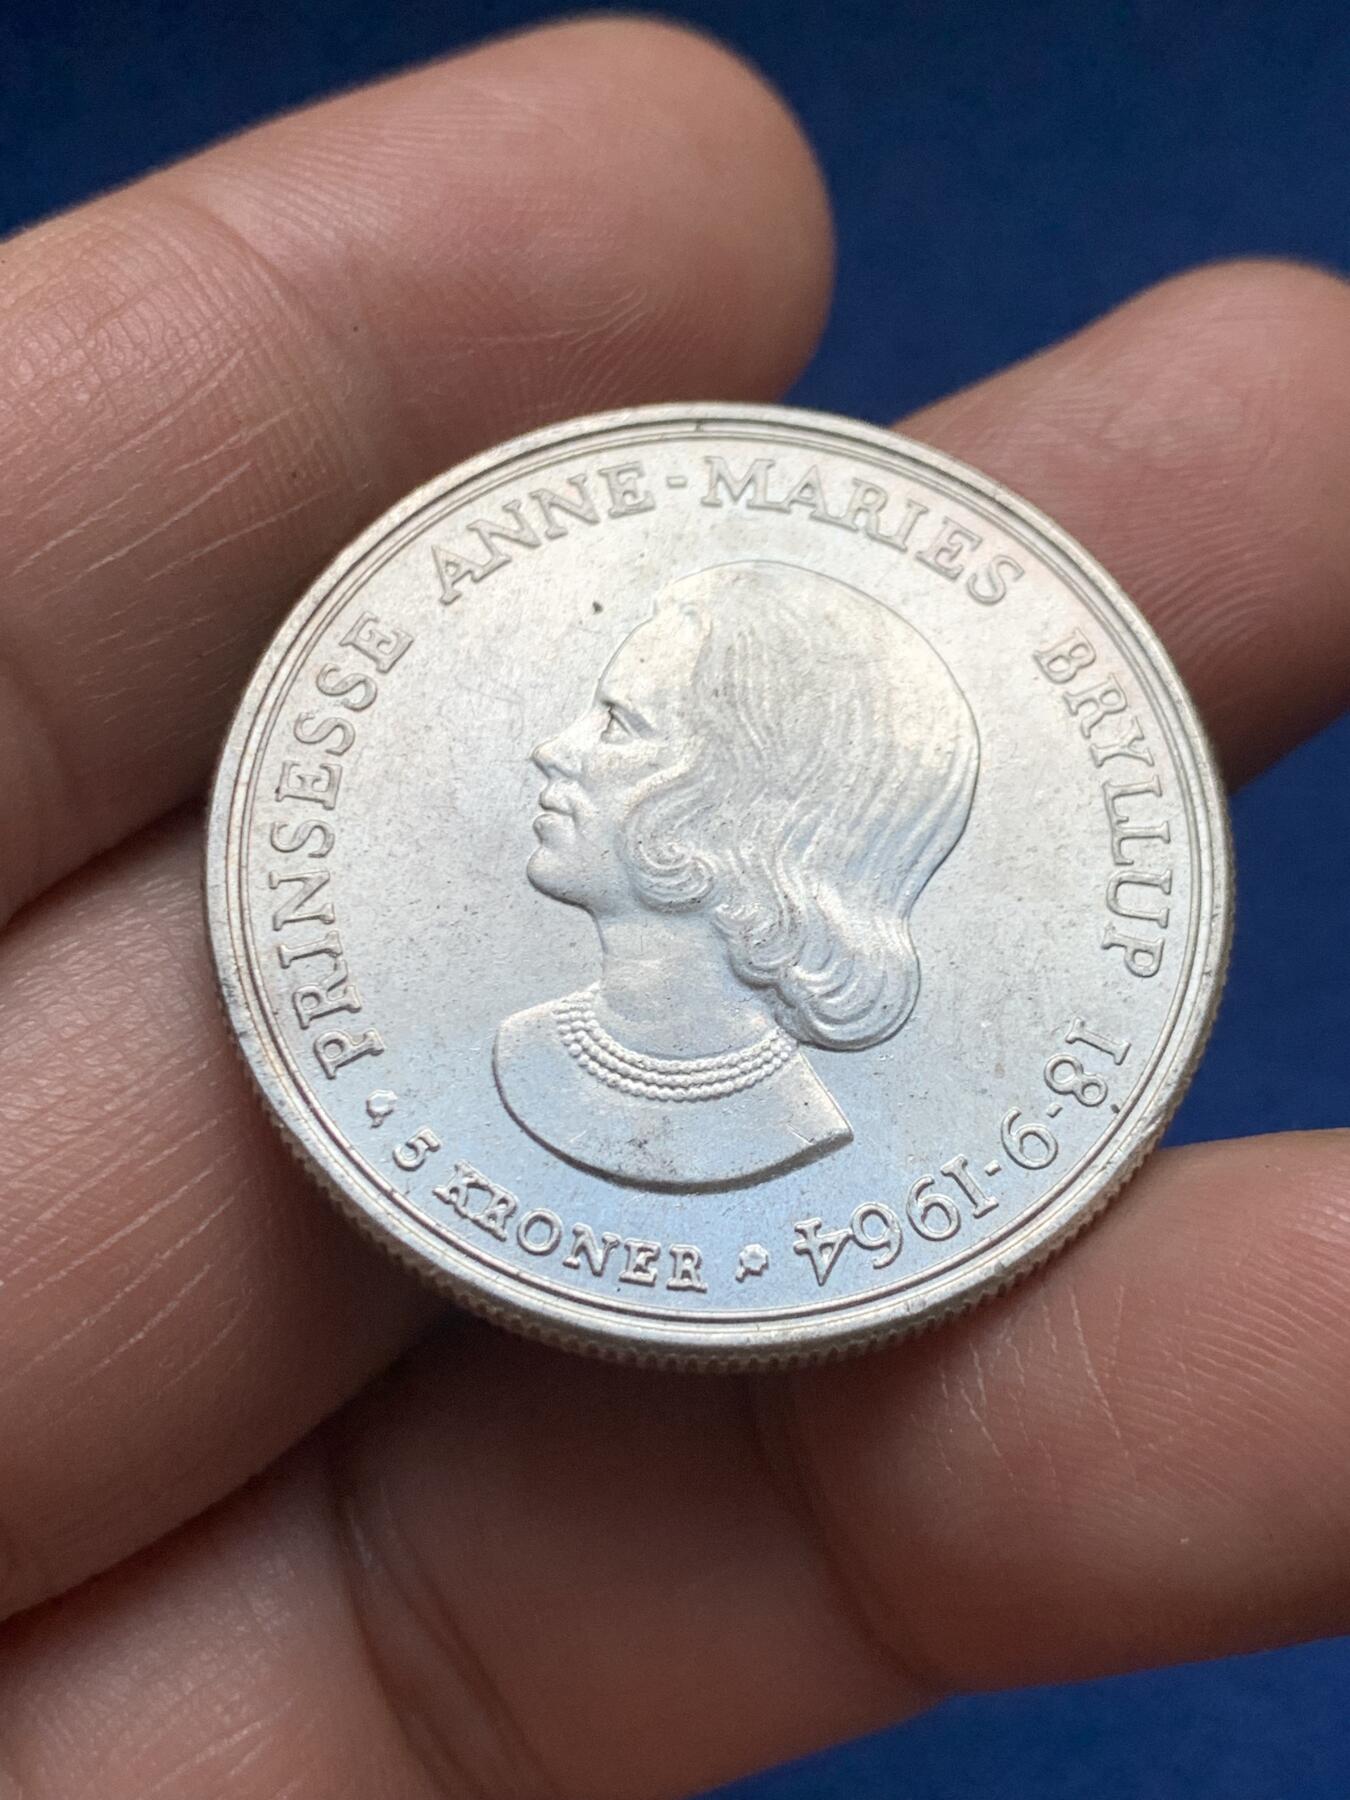 PRINSESSE ANNE-MARIES BRYLLUP 18-9-1964
5 KRONER